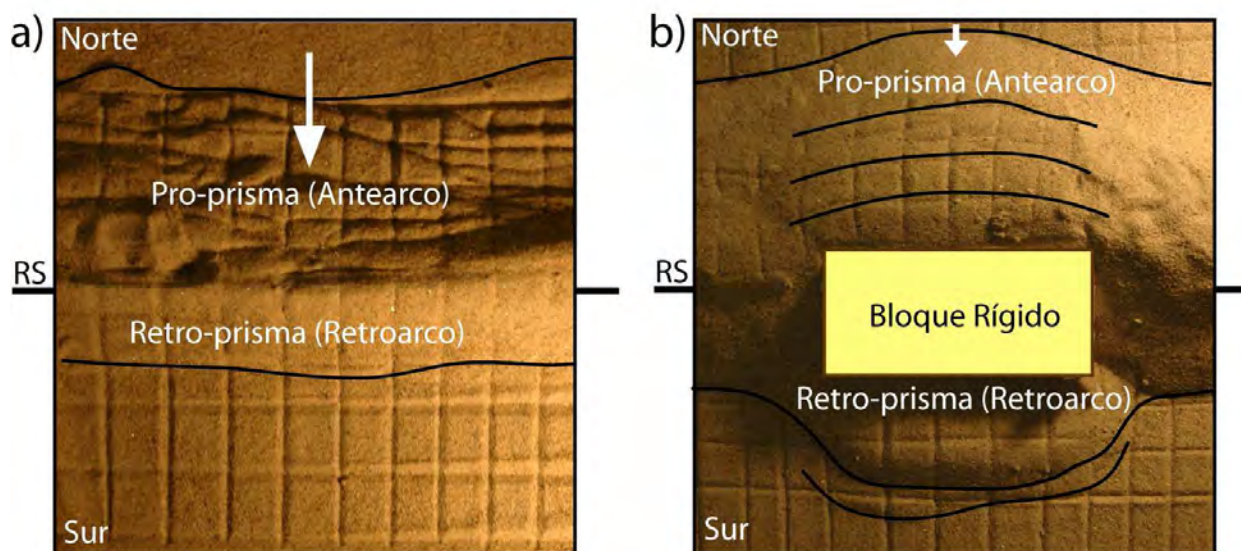 a)
Norte
Pro-prisma (Antearco)
RS
Retro-prisma (Retroarco)
Sur
b)
Norte
Pro-prisma (Antearco)
RS
Bloque Rígido
Retro-prisma (Retroarco)
Sur